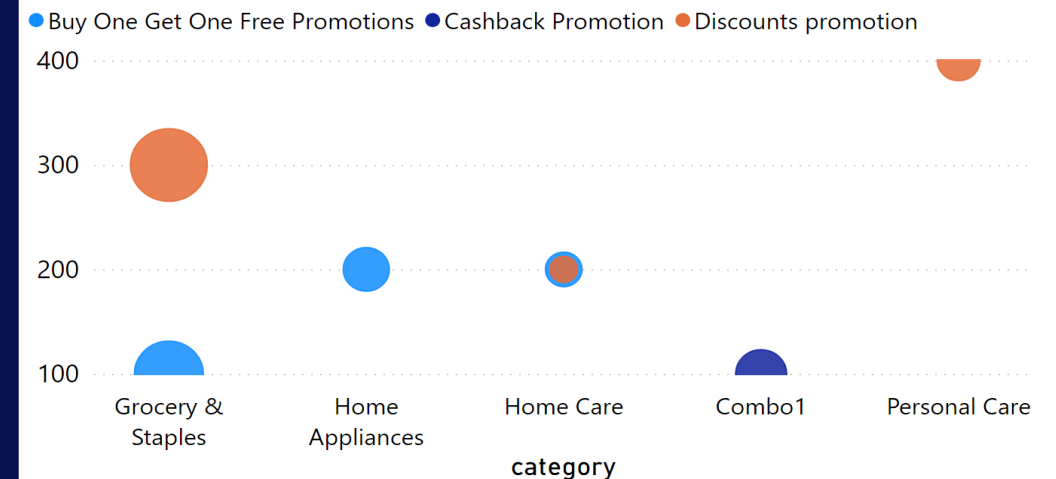 Buy One Get One Free Promotions Cashback Promotion Discounts promotion
400
300
200
100
Grocery & Staples
Home Appliances
Home Care
Combo1
Personal Care
category